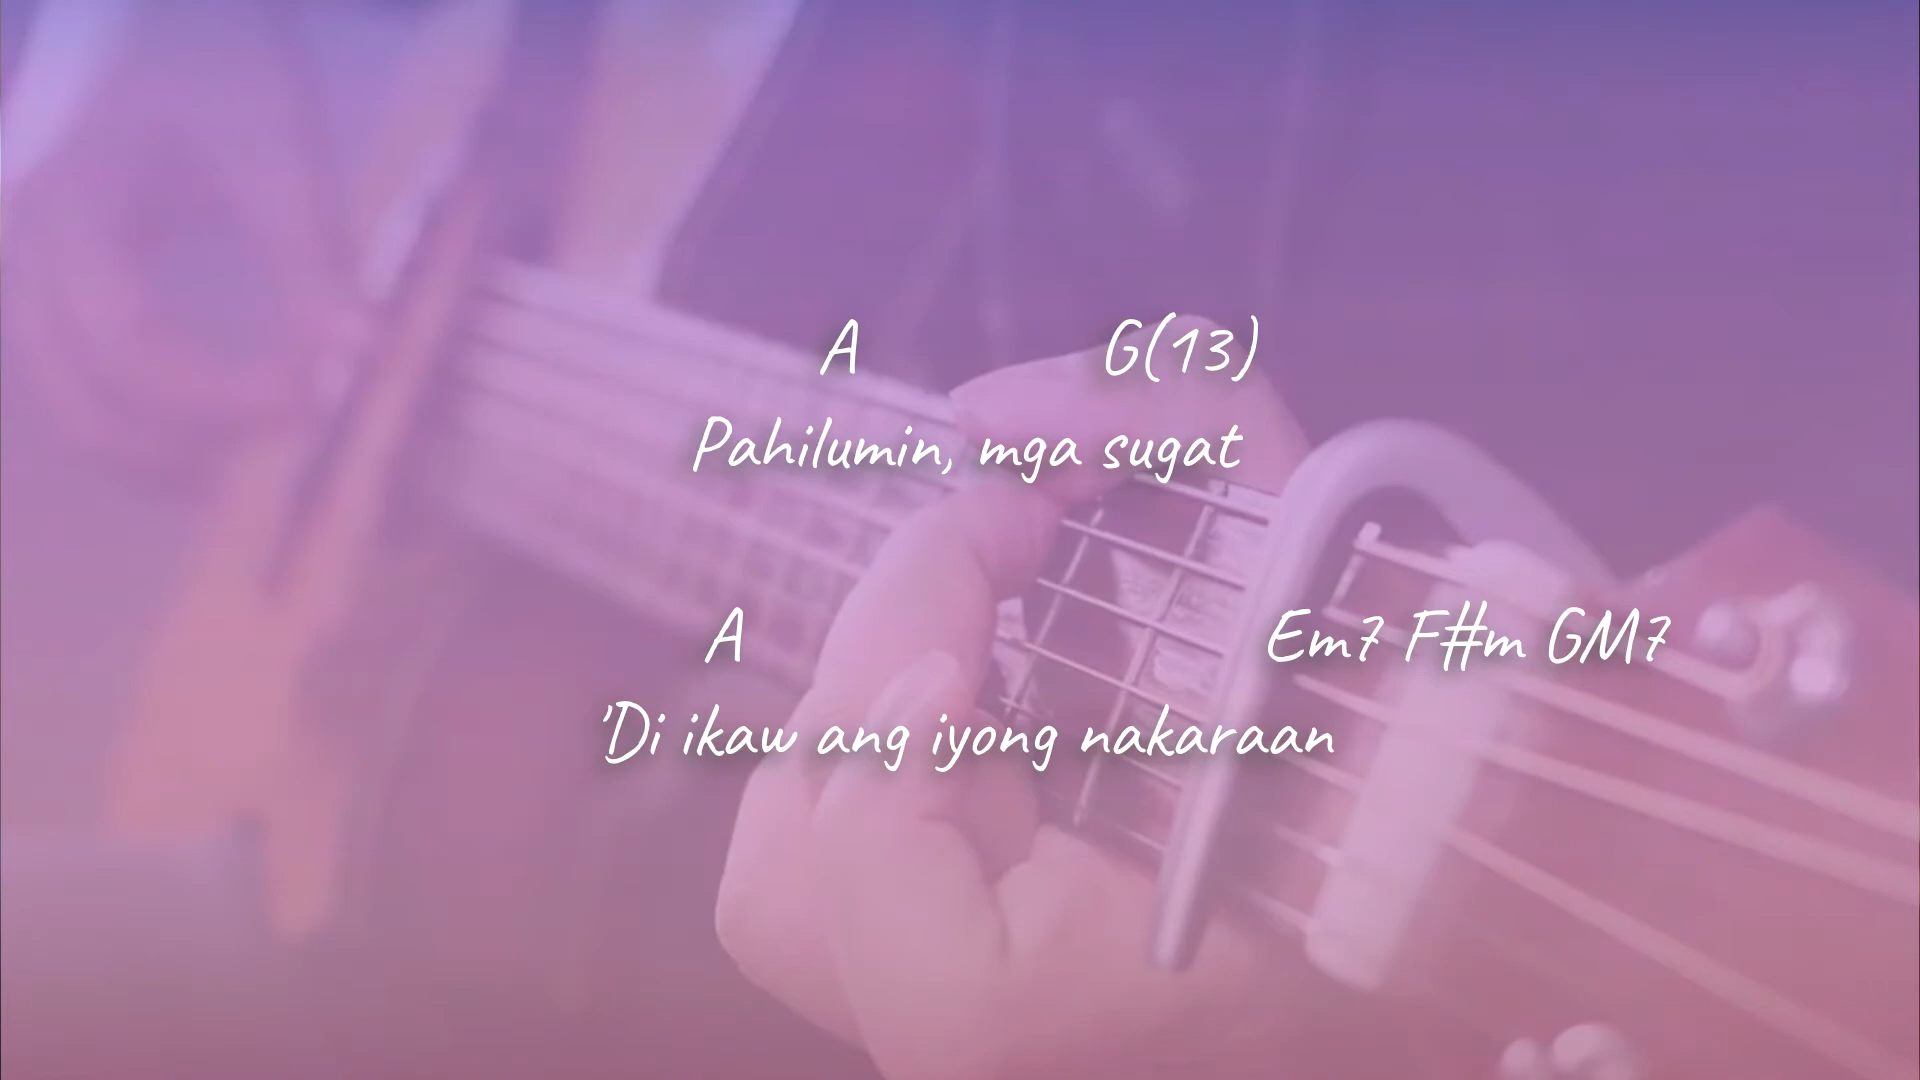 A G(13)
Pahilumin, mga sugat
A Em7 F#m GM7
'Di ikaw ang iyong nakaraan